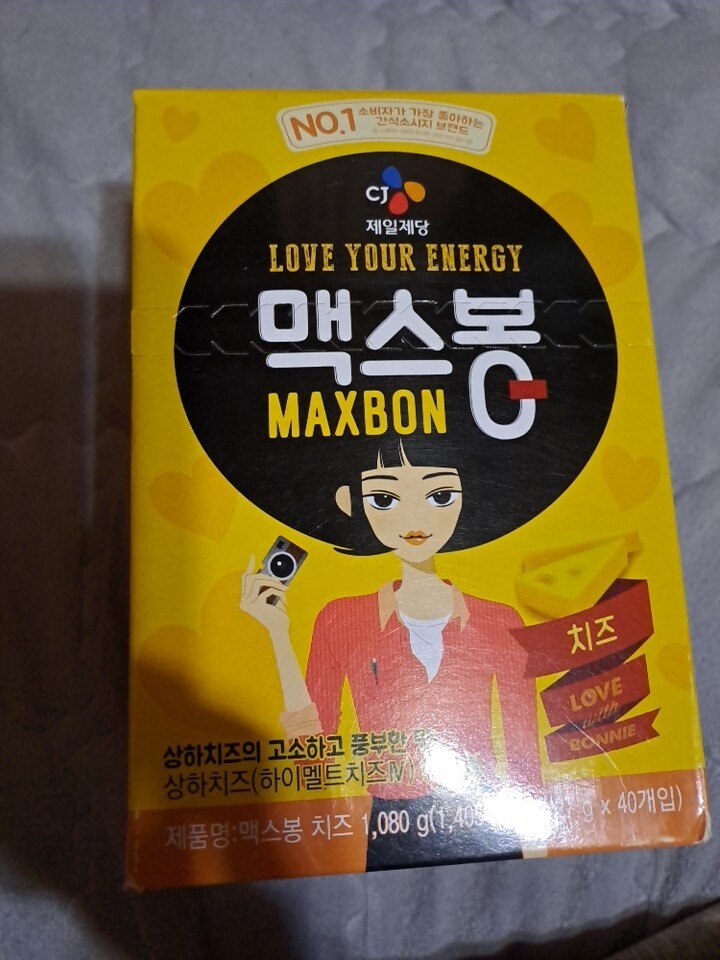 NO.1
소비자가 가장 좋아하는
간식소시지 브랜드
CJ
제일제당
LOVE YOUR ENERGY
맥스봉
MAXBON
치즈
LOVE
with
BONNIE
상하치즈의 고소하고 풍부한
상하치즈(하이멜트치즈Ⅳ)
제품명:맥스봉 치즈 1,080 g(1,40 g × 40개입)